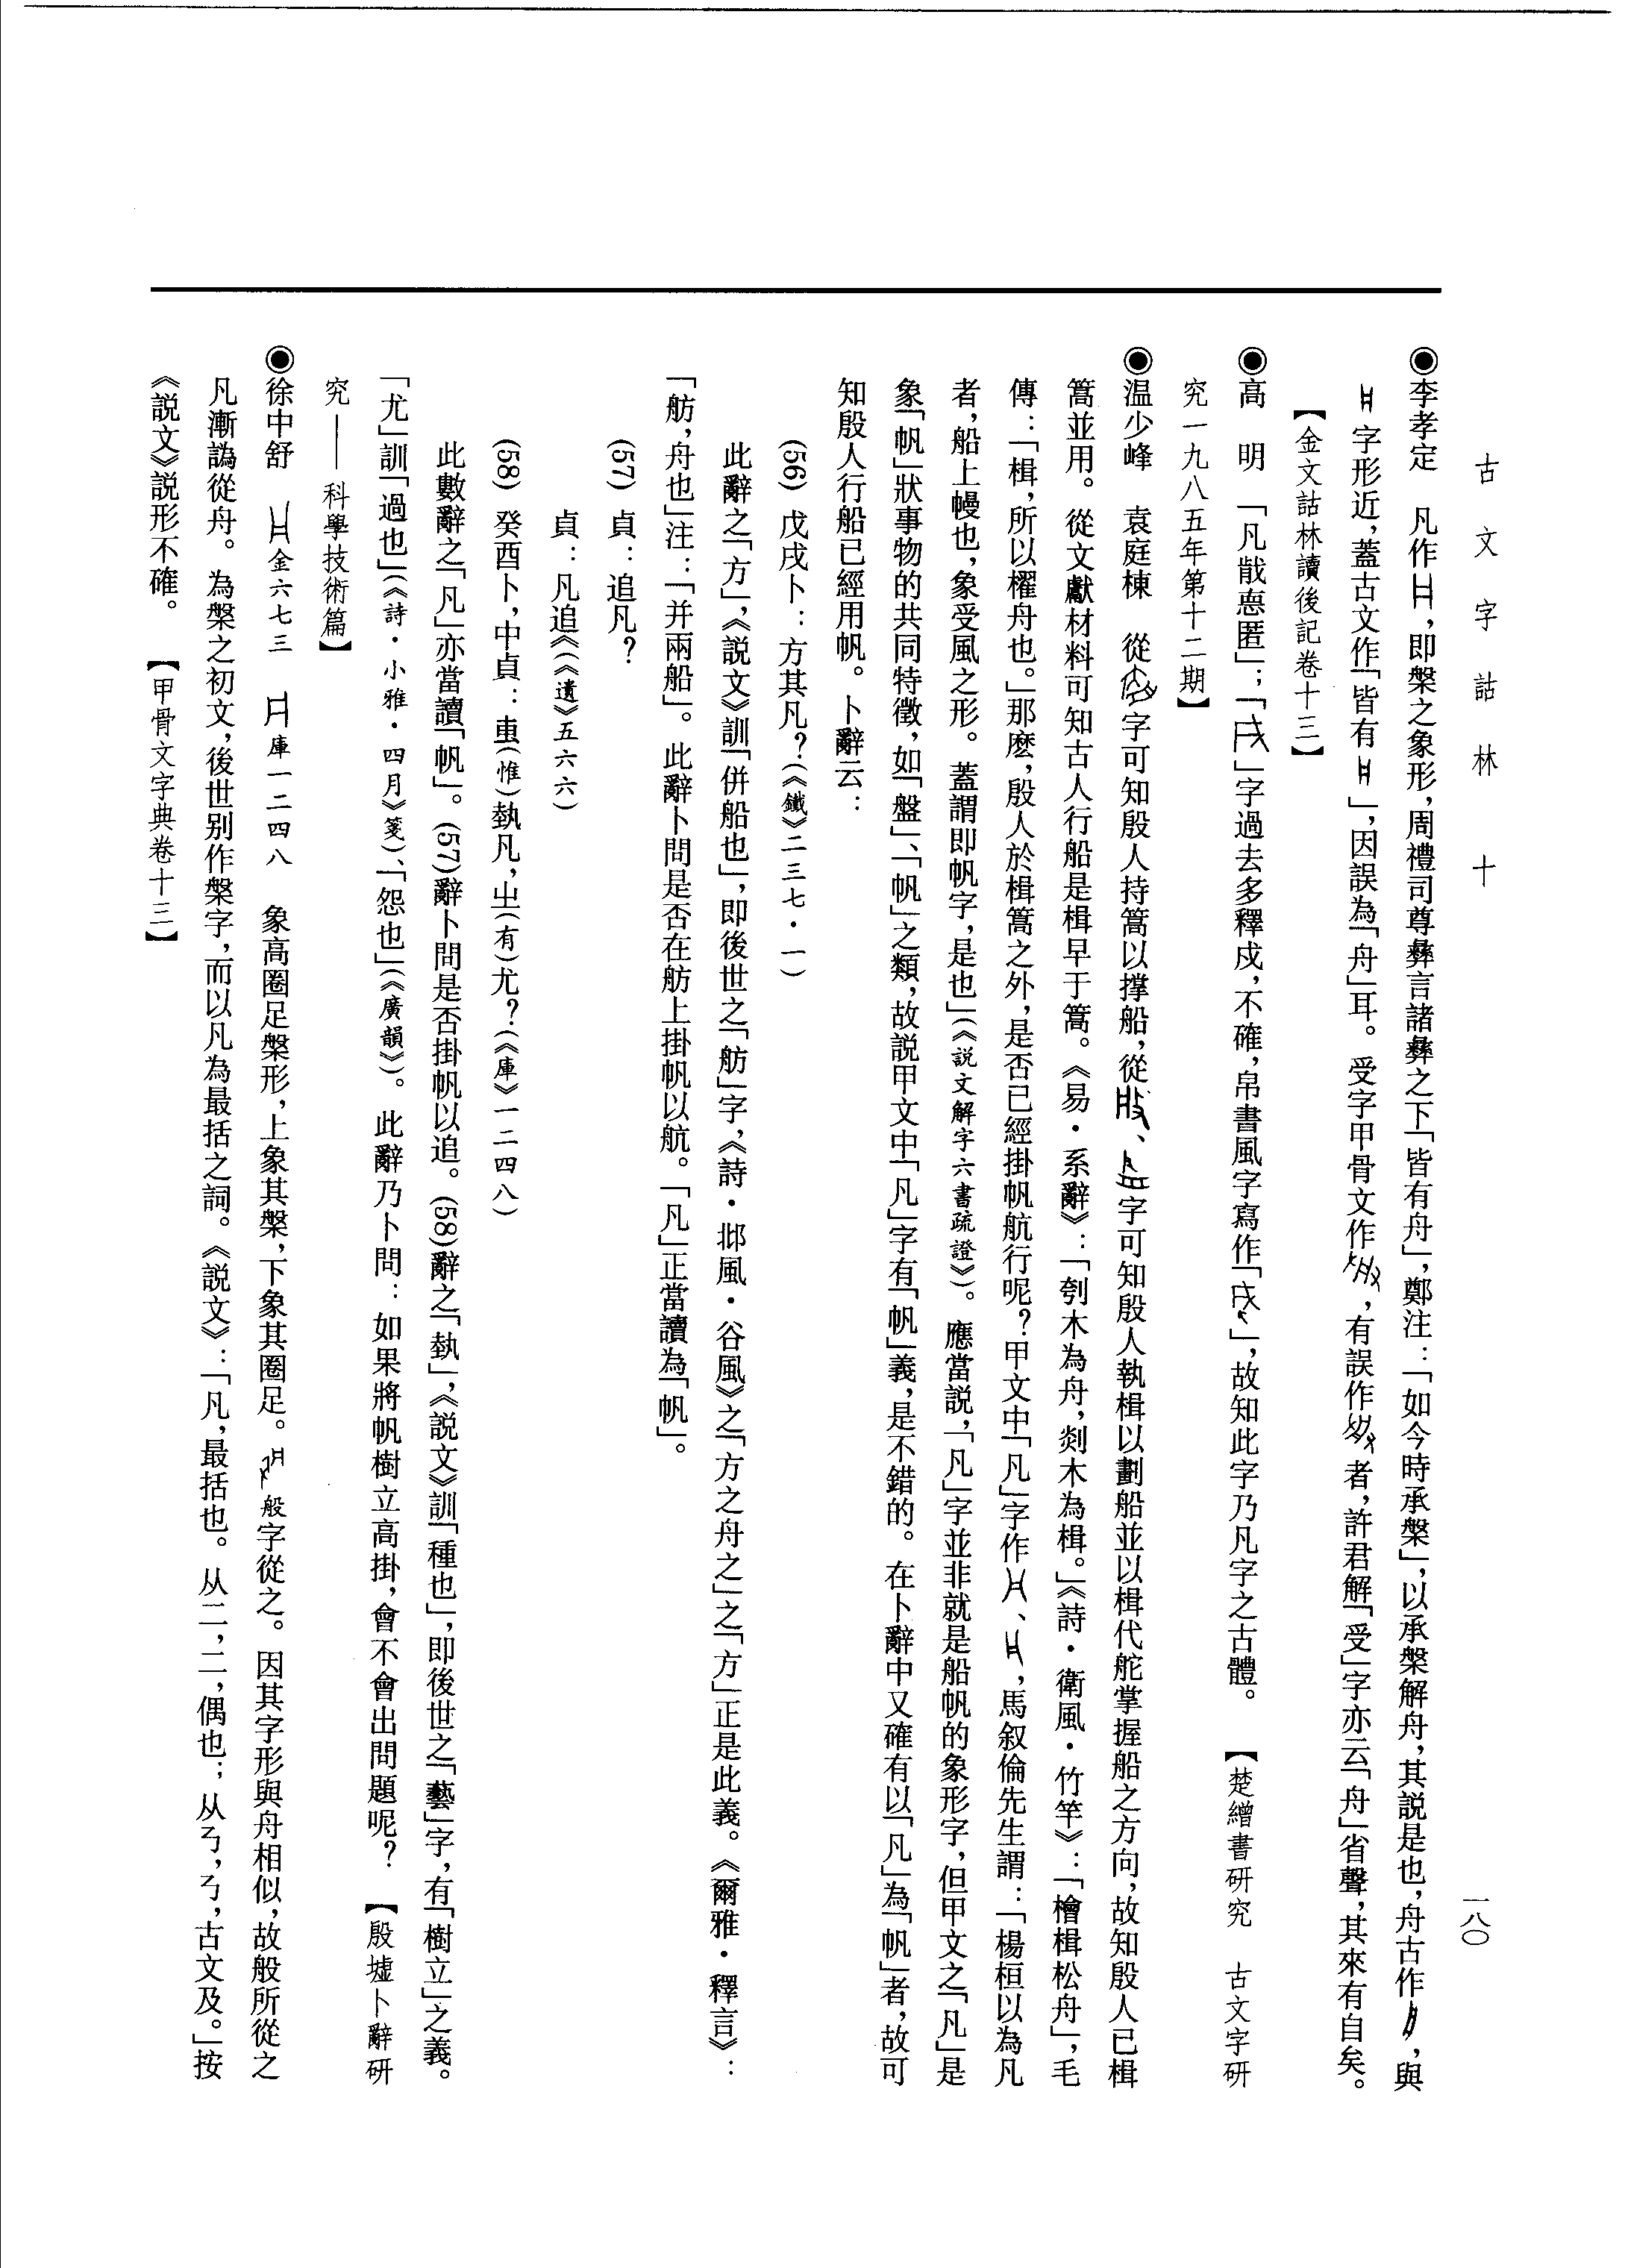 古文字詁林　十
一八〇
◉李孝定　凡作，即槃之象形，周禮司尊彝言諸彝之下「皆有舟」，鄭注：「如今時承槃」，以承槃解舟，其説是也，舟古作，與
字形近，蓋古文作「皆有」，因誤為「舟」耳。受字甲骨文作，有誤作者，許君解「受」字亦云「舟」省聲，其來有自矣。
【金文詁林讀後記卷十三】
◉高　明　「凡㪔悳匿」；「」字過去多釋戍，不確，帛書風字寫作「」，故知此字乃凡字之古體。　【楚繒書研究　古文字研
究一九八五年第十二期】
◉温少峰　袁庭棟　從字可知殷人持篙以撑船，從、字可知殷人執楫以劃船並以楫代舵掌握船之方向，故知殷人已楫
篙並用。從文獻材料可知古人行船是楫早于篙。《易·系辭》：「刳木為舟，剡木為楫。」《詩·衛風·竹竿》：「檜楫松舟」，毛
傳：「楫，所以櫂舟也。」那麽，殷人於楫篙之外，是否已經掛帆航行呢？甲文中「凡」字作、，馬叙倫先生謂：「楊桓以為凡
者，船上幔也，象受風之形。蓋謂即帆字，是也」（《説文解字六書疏證》）。應當説，「凡」字並非就是船帆的象形字，但甲文之「凡」是
象「帆」狀事物的共同特徵，如「盤」、「帆」之類，故説甲文中「凡」字有「帆」義，是不錯的。在卜辭中又確有以「凡」為「帆」者，故可
知殷人行船已經用帆。卜辭云：
(56)　戊戌卜：方其凡？（《鐵》二三七·一）
此辭之「方」，《説文》訓「併船也」，即後世之「舫」字，《詩·邶風·谷風》之「方之舟之」之「方」正是此義。《爾雅·釋言》：
「舫，舟也」注：「并兩船」。此辭卜問是否在舫上掛帆以航。「凡」正當讀為「帆」。
(57)　貞：追凡？
貞：凡追《（《遺》五六六）
(58)　癸酉卜，中貞：叀（惟）埶凡，㞢（有）尤？（《庫》一二四八）
此數辭之「凡」亦當讀「帆」。(57)辭卜問是否掛帆以追。(58)辭之「埶」，《説文》訓「種也」，即後世之「藝」字，有「樹立」之義。
「尤」訓「過也」（《詩·小雅·四月》箋）、「怨也」（《廣韻》）。此辭乃卜問：如果將帆樹立高掛，會不會出問題呢？　【殷墟卜辭研
究——科學技術篇】
◉徐中舒　金六七三　庫一二四八　象高圈足槃形，上象其槃，下象其圈足。般字從之。因其字形與舟相似，故般所從之
凡漸譌從舟。為槃之初文，後世别作槃字，而以凡為最括之詞。《説文》：「凡，最括也。从二，二，偶也；从㇋，㇋，古文及。」按
《説文》説形不確。　【甲骨文字典卷十三】